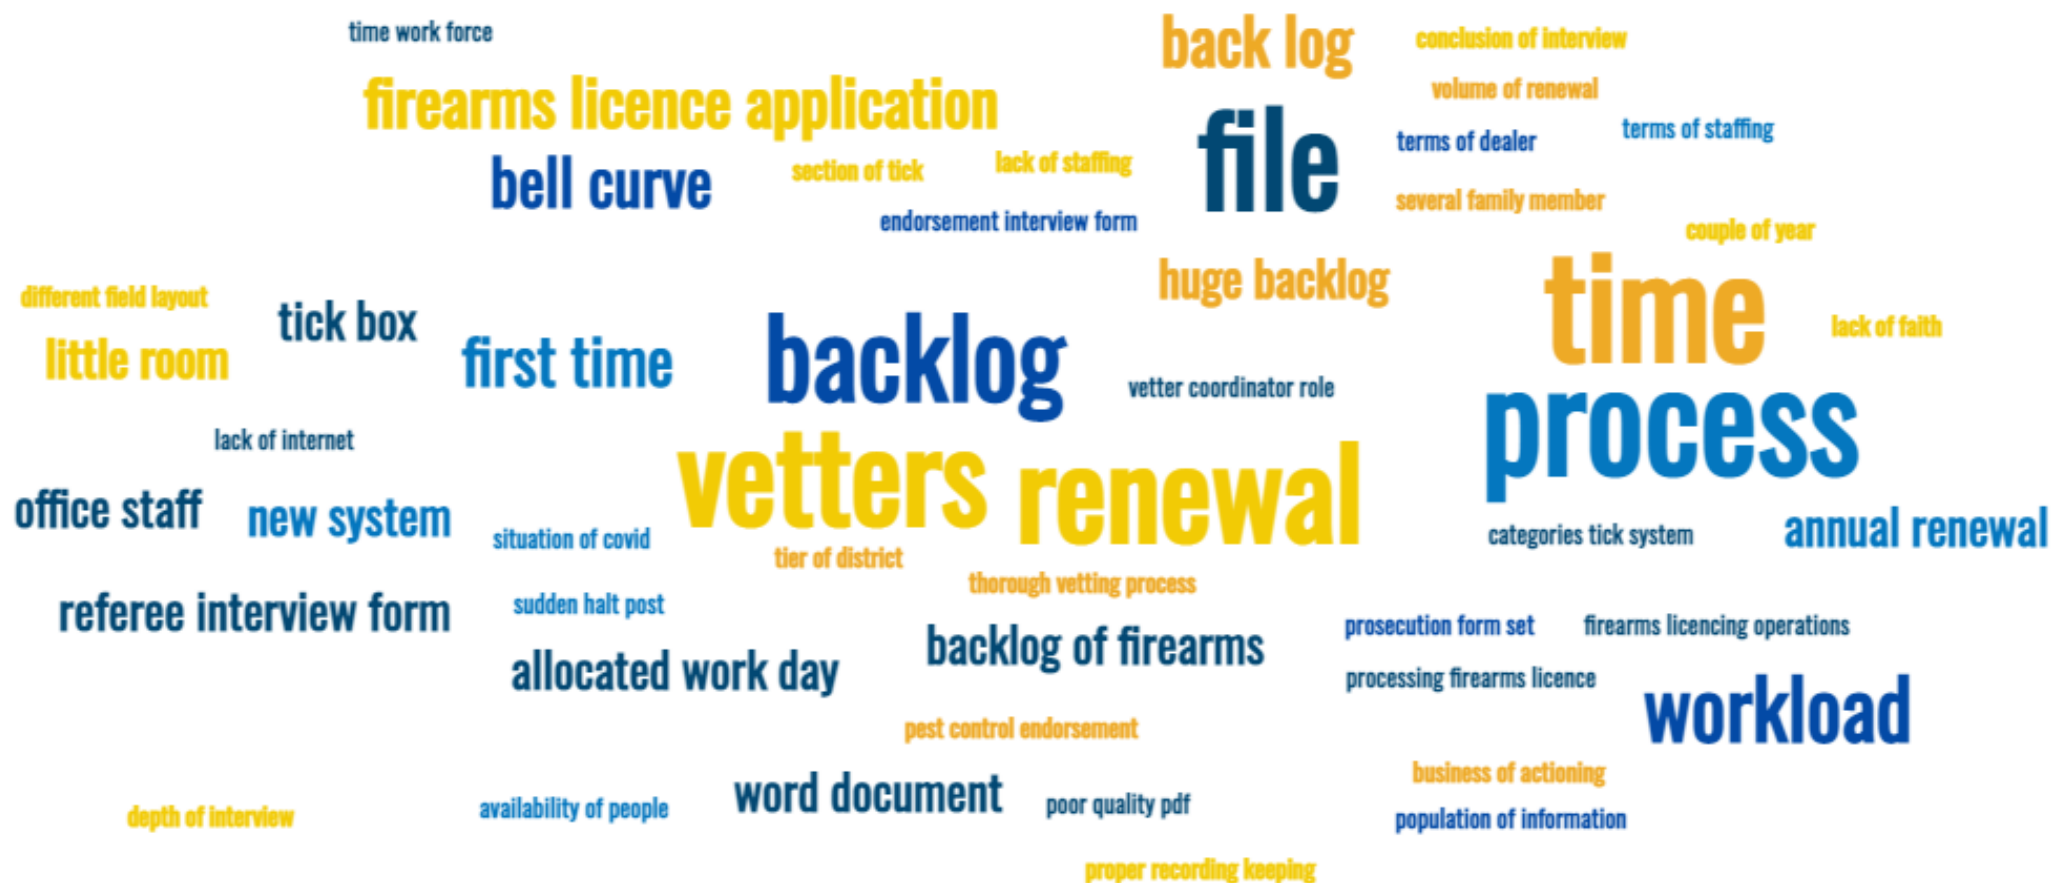 time work force
back log
conclusion of interview
firearms licence application
volume of renewal
file
terms of dealer
terms of staffing
bell curve
section of tick
lack of staffing
several family member
endorsement interview form
couple of year
huge backlog
different field layout
tick box
time
lack of faith
little room
first time
backlog
vetter coordinator role
process
lack of internet
vetters
renewal
office staff
new system
situation of covid
categories tick system
annual renewal
tier of district
thorough vetting process
referee interview form
sudden halt post
prosecution form set
firearms licencing operations
backlog of firearms
allocated work day
processing firearms licence
workload
pest control endorsement
business of actioning
word document
depth of interview
availability of people
poor quality pdf
population of information
proper recording keeping